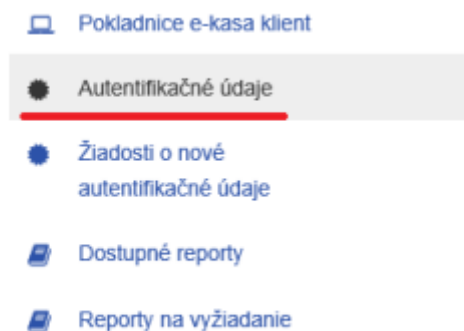 Pokladnice e-kasa klient
Autentifikačné údaje
Žiadosti o nové
autentifikačné údaje
Dostupné reporty
Reporty na vyžiadanie